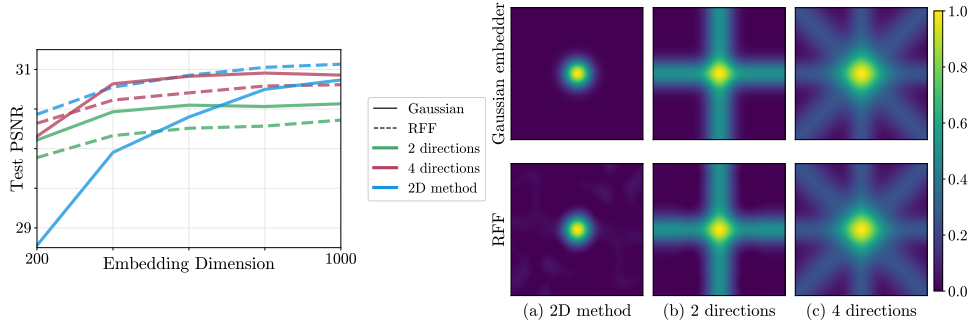 31
29
Test PSNR
200
1000
Embedding Dimension
Gaussian
RFF
2 directions
4 directions
2D method
Gaussian embedder
RFF
(a) 2D method
(b) 2 directions
(c) 4 directions
1.0
0.8
0.6
0.4
0.2
0.0